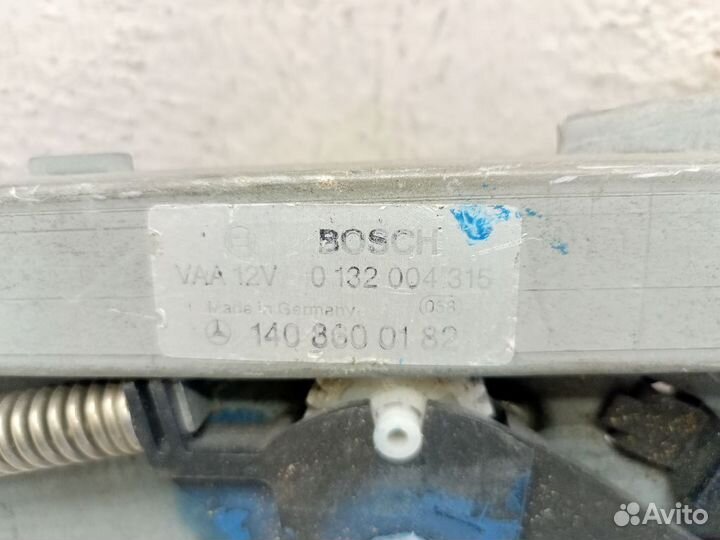 BOSCH
VAA 12V 0 132 004 315
Made in Germany (058)
140 860 01 82
Avito